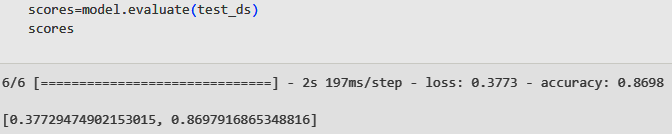 scores=model.evaluate(test_ds)
scores
6/6 [==============================] - 2s 197ms/step - loss: 0.3773 - accuracy: 0.8698
[0.37729474902153015, 0.8697916865348816]